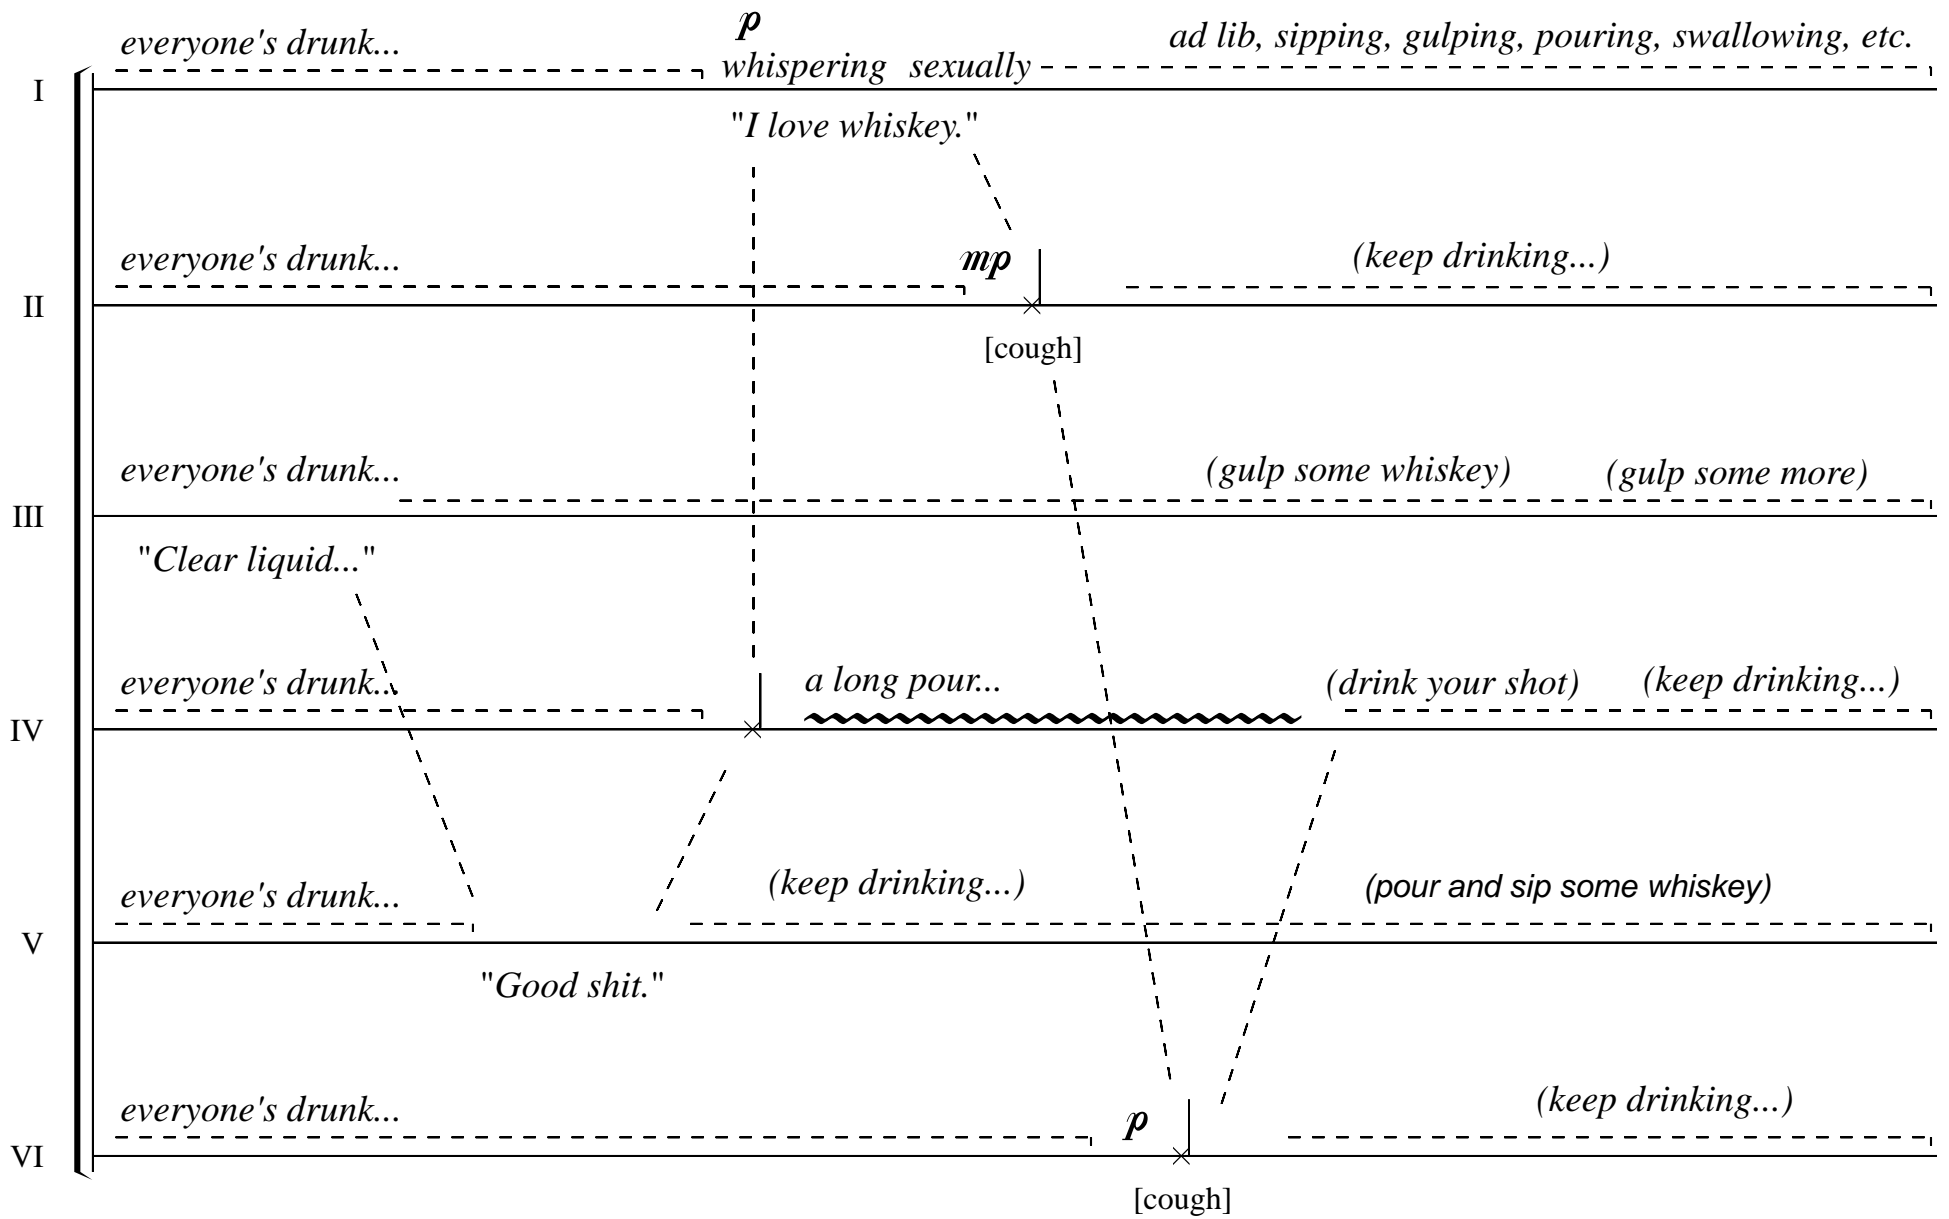 everyone's drunk...
p
ad lib, sipping, gulping, pouring, swallowing, etc.
whispering sexually
I
"I love whiskey."
everyone's drunk...
mp
(keep drinking...)
II
[cough]
everyone's drunk...
(gulp some whiskey)
(gulp some more)
III
"Clear liquid..."
everyone's drunk...
a long pour...
(drink your shot)
(keep drinking...)
IV
everyone's drunk...
(keep drinking...)
(pour and sip some whiskey)
V
"Good shit."
everyone's drunk...
p
(keep drinking...)
VI
[cough]